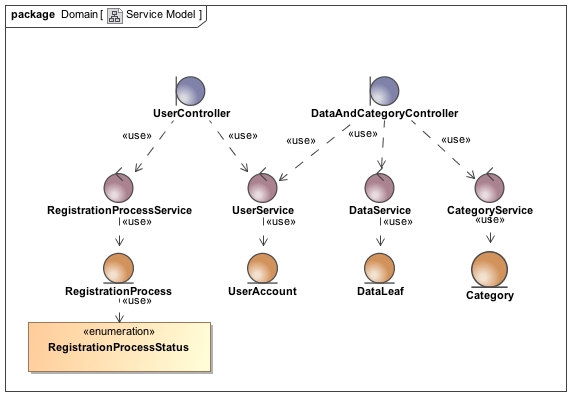 package Domain [ Service Model ]
UserController
DataAndCategoryController
«use»
«use»
«use»
«use»
«use»
RegistrationProcessService
UserService
DataService
CategoryService
«use»
«use»
«use»
«use»
RegistrationProcess
UserAccount
DataLeaf
Category
«use»
«enumeration»
RegistrationProcessStatus